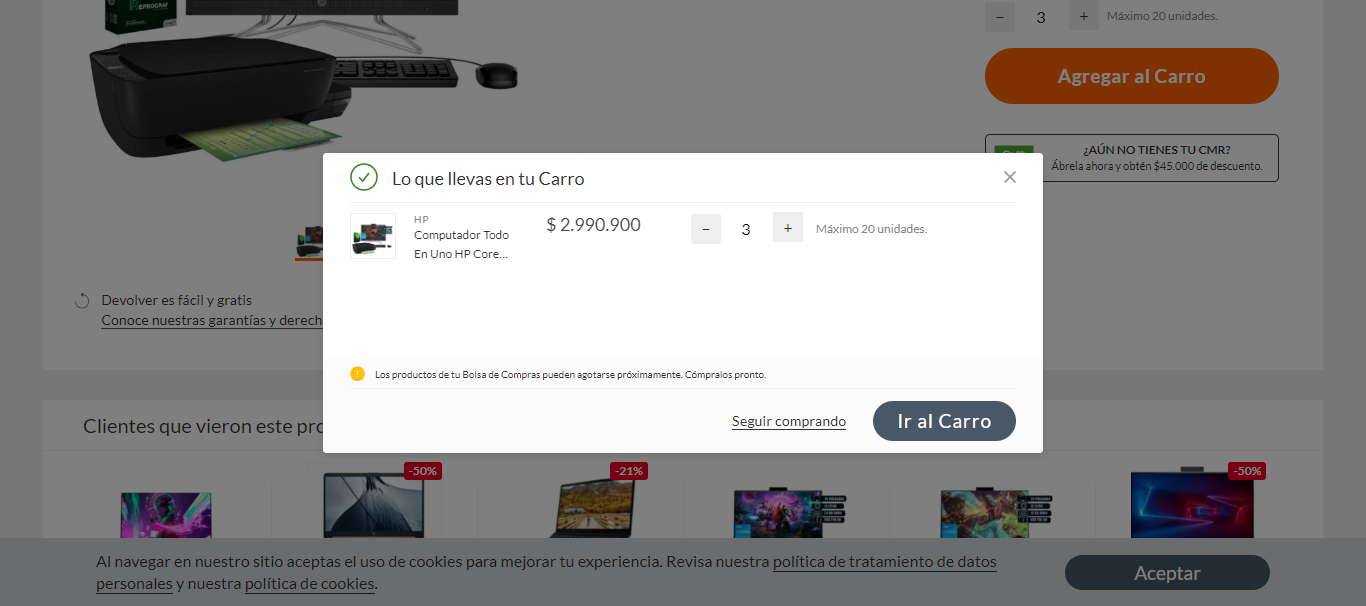 EPROGRAF
− 3 + Máximo 20 unidades.
Agregar al Carro
¿AÚN NO TIENES TU CMR?
Ábrela ahora y obtén $45.000 de descuento.
Lo que llevas en tu Carro
HP
Computador Todo
En Uno HP Core...
$ 2.990.900
− 3 + Máximo 20 unidades.
Devolver es fácil y gratis
Conoce nuestras garantías y derech
Los productos de tu Bolsa de Compras pueden agotarse próximamente. Cómpralos pronto.
Seguir comprando
Ir al Carro
Clientes que vieron este pro
-50%
-21%
-50%
Al navegar en nuestro sitio aceptas el uso de cookies para mejorar tu experiencia. Revisa nuestra política de tratamiento de datos
personales y nuestra política de cookies.
Aceptar